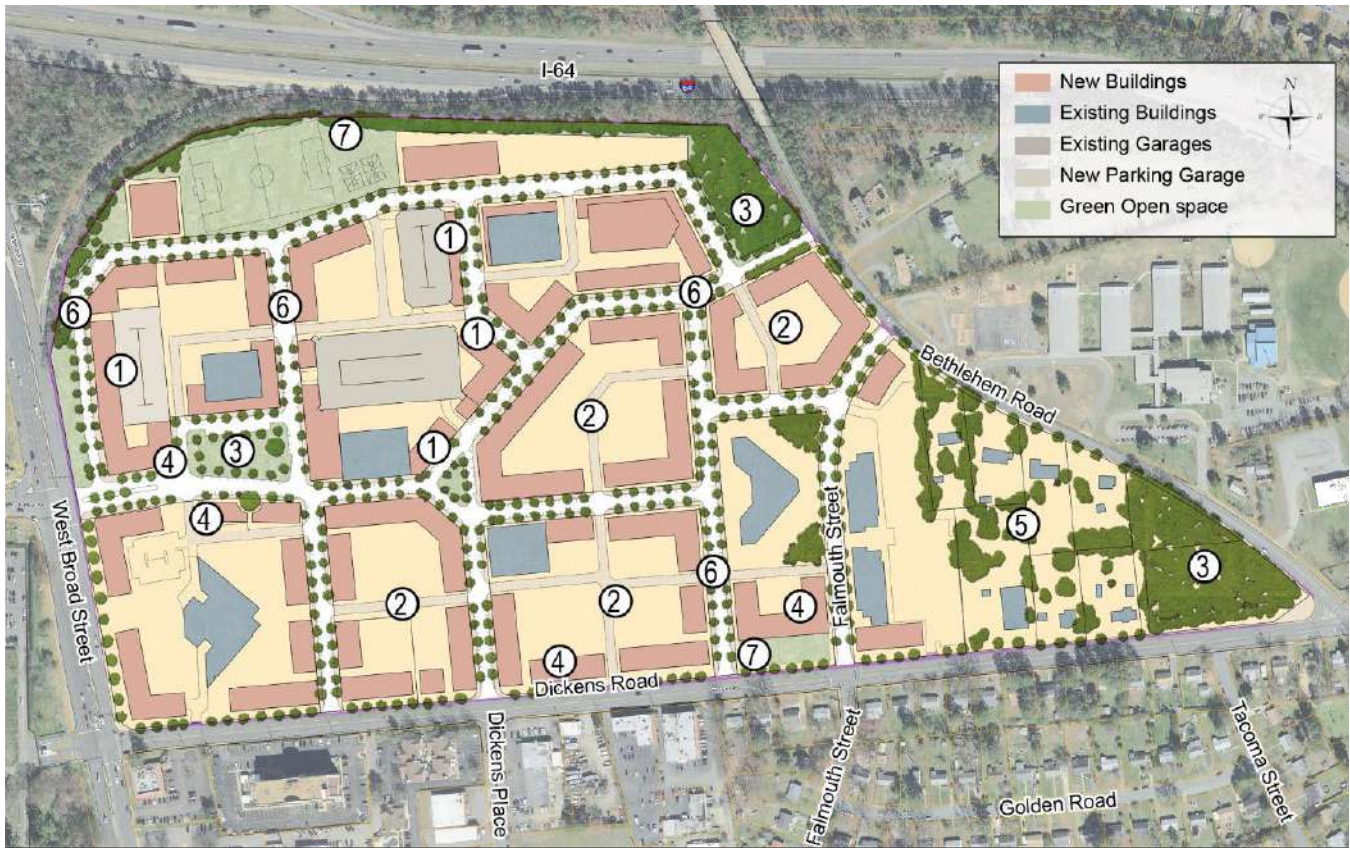 I-64
New Buildings
Existing Buildings
Existing Garages
New Parking Garage
Green Open space
N
7
3
1
6
6
6
1
2
1
Bethlehem Road
2
1
4
3
5
3
4
West Broad Street
6
Falmouth Street
2
2
4
4
7
Dickens Road
Dickens Place
Falmouth Street
Tacoma Street
Golden Road